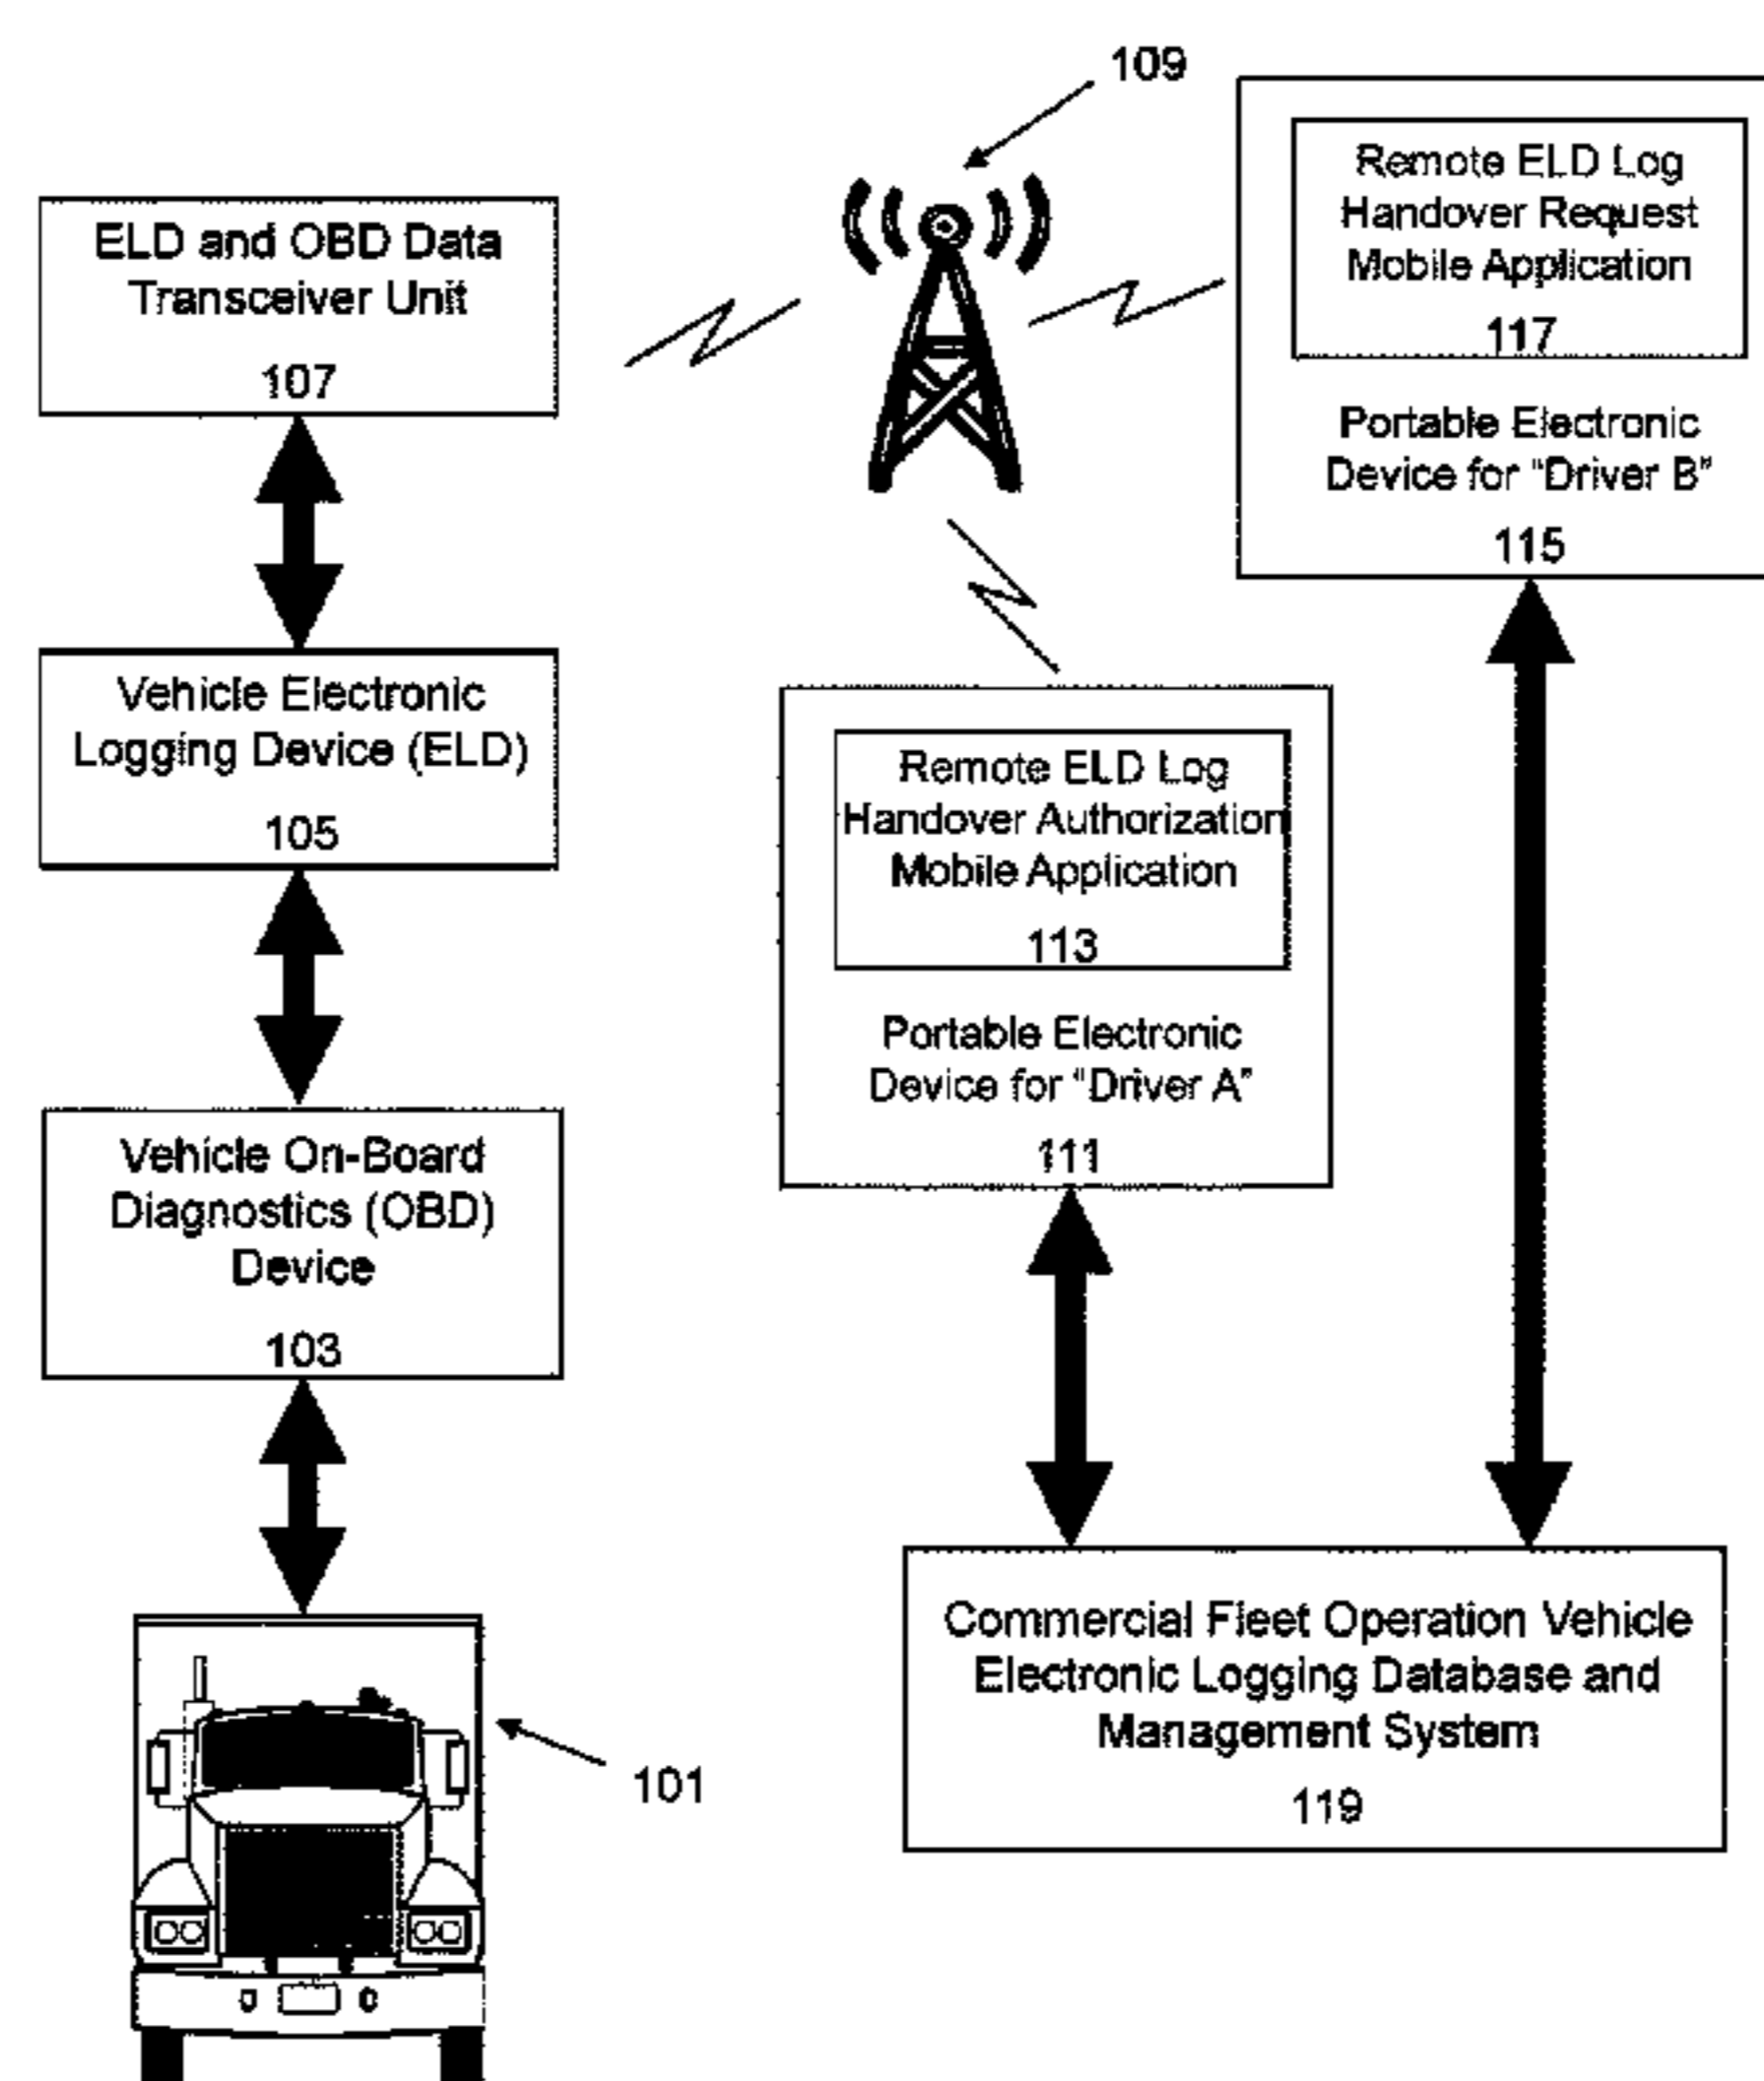 109
ELD and OBD Data
Transceiver Unit
107
Remote ELD Log
Handover Request
Mobile Application
117
Portable Electronic
Device for "Driver B"
115
Vehicle Electronic
Logging Device (ELD)
105
Remote ELD Log
Handover Authorization
Mobile Application
113
Portable Electronic
Device for "Driver A"
111
Vehicle On-Board
Diagnostics (OBD)
Device
103
101
Commercial Fleet Operation Vehicle
Electronic Logging Database and
Management System
119